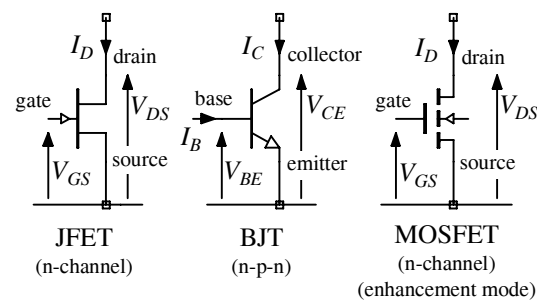 I_D drain
gate
V_DS
V_GS
source
JFET
(n-channel)
I_C collector
base
I_B
V_CE
V_BE
emitter
BJT
(n-p-n)
I_D drain
gate
V_DS
V_GS
source
MOSFET
(n-channel)
(enhancement mode)